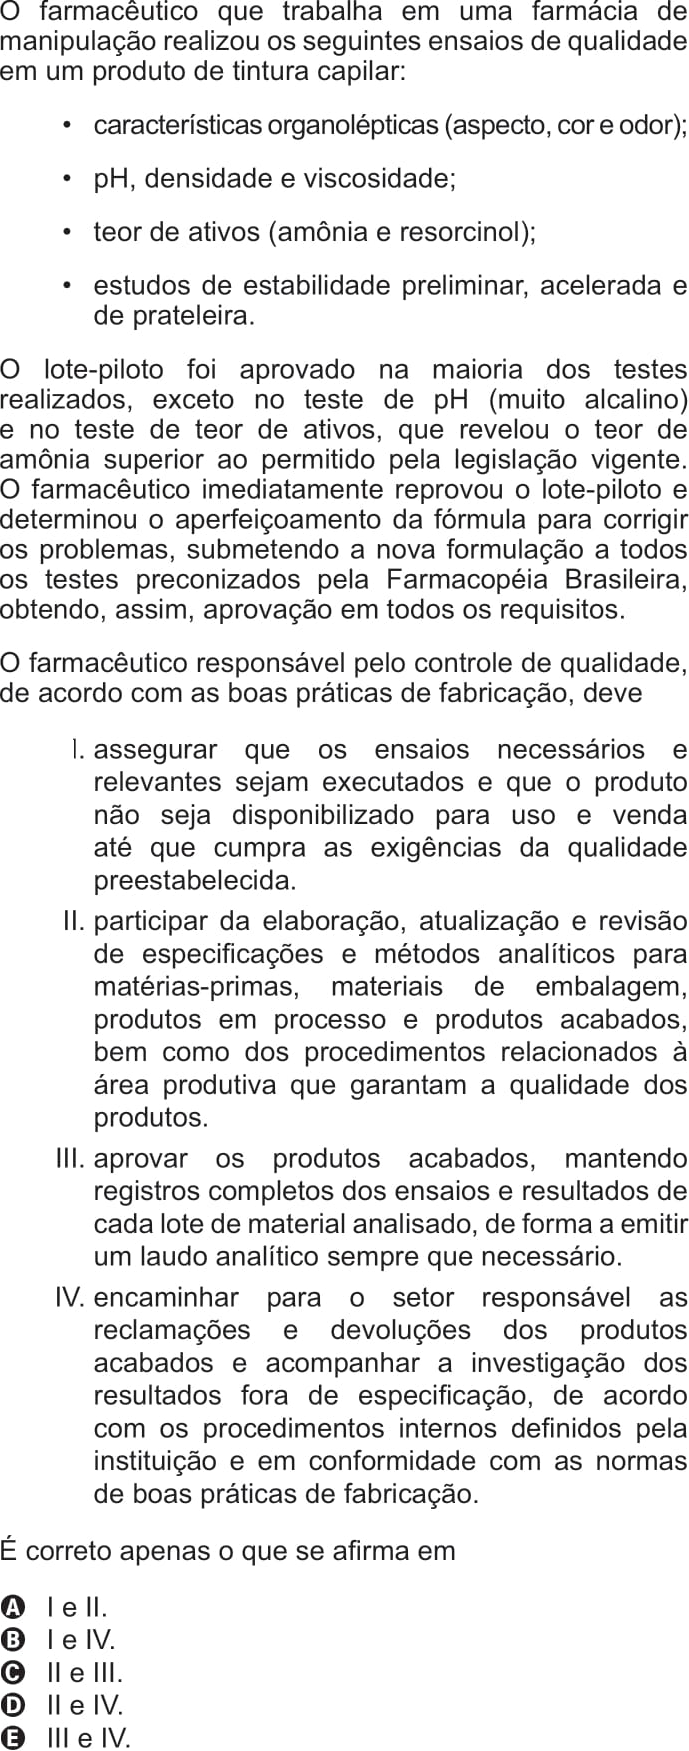 O farmacêutico que trabalha em uma farmácia de
manipulação realizou os seguintes ensaios de qualidade
em um produto de tintura capilar:
• características organolépticas (aspecto, cor e odor);
• pH, densidade e viscosidade;
• teor de ativos (amônia e resorcinol);
• estudos de estabilidade preliminar, acelerada e
de prateleira.
O lote-piloto foi aprovado na maioria dos testes
realizados, exceto no teste de pH (muito alcalino)
e no teste de teor de ativos, que revelou o teor de
amônia superior ao permitido pela legislação vigente.
O farmacêutico imediatamente reprovou o lote-piloto e
determinou o aperfeiçoamento da fórmula para corrigir
os problemas, submetendo a nova formulação a todos
os testes preconizados pela Farmacopéia Brasileira,
obtendo, assim, aprovação em todos os requisitos.
O farmacêutico responsável pelo controle de qualidade,
de acordo com as boas práticas de fabricação, deve
I. assegurar que os ensaios necessários e
relevantes sejam executados e que o produto
não seja disponibilizado para uso e venda
até que cumpra as exigências da qualidade
preestabelecida.
II. participar da elaboração, atualização e revisão
de especificações e métodos analíticos para
matérias-primas, materiais de embalagem,
produtos em processo e produtos acabados,
bem como dos procedimentos relacionados à
área produtiva que garantam a qualidade dos
produtos.
III. aprovar os produtos acabados, mantendo
registros completos dos ensaios e resultados de
cada lote de material analisado, de forma a emitir
um laudo analítico sempre que necessário.
IV. encaminhar para o setor responsável as
reclamações e devoluções dos produtos
acabados e acompanhar a investigação dos
resultados fora de especificação, de acordo
com os procedimentos internos definidos pela
instituição e em conformidade com as normas
de boas práticas de fabricação.
É correto apenas o que se afirma em
A I e II.
B I e IV.
C II e III.
D II e IV.
E III e IV.